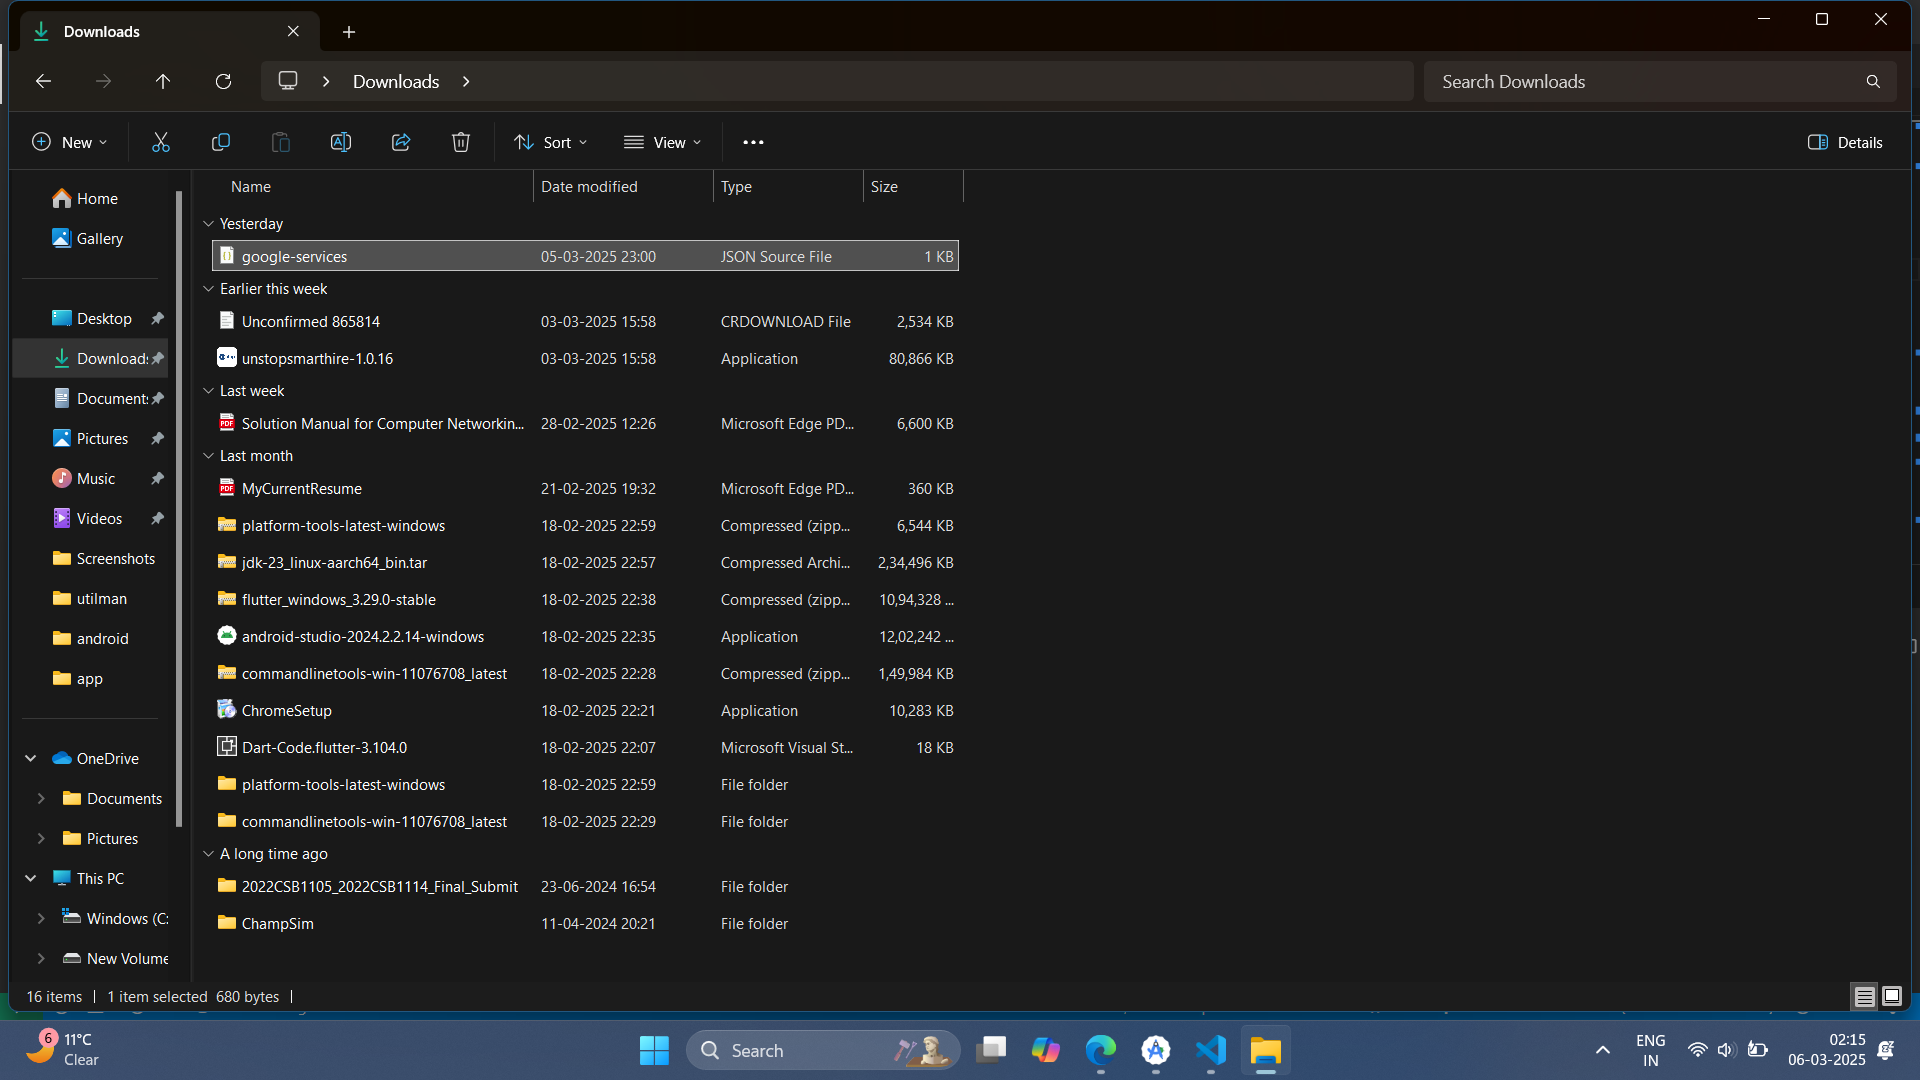 Downloads
Downloads
Search Downloads
New
Sort
View
Details
Name Date modified Type Size
Home
Gallery
Desktop
Downloads
Documents
Pictures
Music
Videos
Screenshots
utilman
android
app
OneDrive
Documents
Pictures
This PC
Windows (C:
New Volume
Yesterday
google-services 05-03-2025 23:00 JSON Source File 1 KB
Earlier this week
Unconfirmed 865814 03-03-2025 15:58 CRDOWNLOAD File 2,534 KB
unstopsmarthire-1.0.16 03-03-2025 15:58 Application 80,866 KB
Last week
Solution Manual for Computer Networkin... 28-02-2025 12:26 Microsoft Edge PD... 6,600 KB
Last month
MyCurrentResume 21-02-2025 19:32 Microsoft Edge PD... 360 KB
platform-tools-latest-windows 18-02-2025 22:59 Compressed (zipp... 6,544 KB
jdk-23_linux-aarch64_bin.tar 18-02-2025 22:57 Compressed Archi... 2,34,496 KB
flutter_windows_3.29.0-stable 18-02-2025 22:38 Compressed (zipp... 10,94,328 ...
android-studio-2024.2.2.14-windows 18-02-2025 22:35 Application 12,02,242 ...
commandlinetools-win-11076708_latest 18-02-2025 22:28 Compressed (zipp... 1,49,984 KB
ChromeSetup 18-02-2025 22:21 Application 10,283 KB
Dart-Code.flutter-3.104.0 18-02-2025 22:07 Microsoft Visual St... 18 KB
platform-tools-latest-windows 18-02-2025 22:59 File folder
commandlinetools-win-11076708_latest 18-02-2025 22:29 File folder
A long time ago
2022CSB1105_2022CSB1114_Final_Submit 23-06-2024 16:54 File folder
ChampSim 11-04-2024 20:21 File folder
16 items 1 item selected 680 bytes
6
11°C
Clear
Search
ENG
IN
02:15
06-03-2025